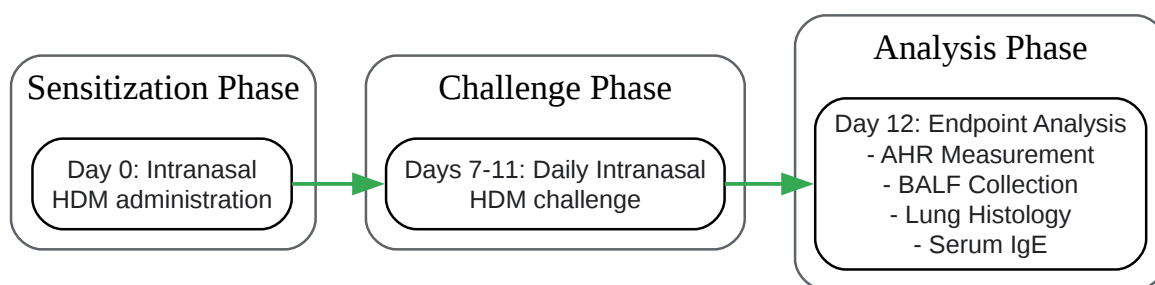 Sensitization Phase
Day 0: Intranasal
HDM administration
Challenge Phase
Days 7-11: Daily Intranasal
HDM challenge
Analysis Phase
Day 12: Endpoint Analysis
- AHR Measurement
- BALF Collection
- Lung Histology
- Serum IgE